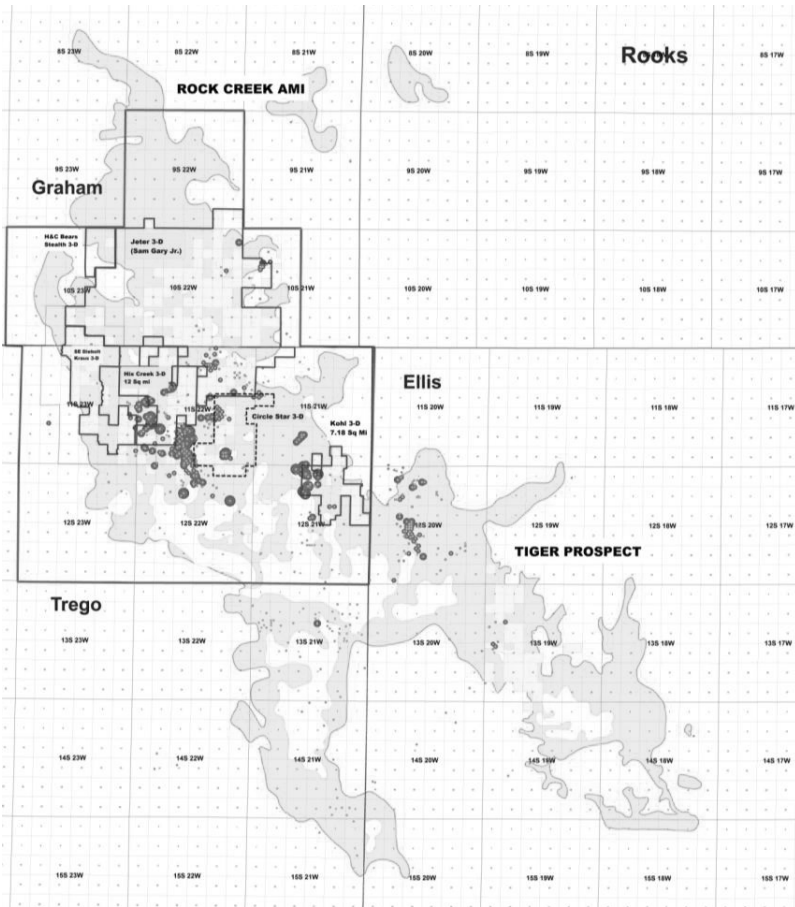 8S 23W
8S 22W
8S 21W
8S 20W
8S 19W
Rooks
8S 17W
ROCK CREEK AMI
9S 23W
9S 22W
9S 21W
9S 20W
9S 19W
9S 18W
9S 17W
Graham
H&C Bears
Stealth 3-D
Jeter 3-D
(Sam Gary Jr.)
10S 23W
10S 22W
10S 21W
10S 20W
10S 19W
10S 18W
10S 17W
Kraus 3-D
Hix Creek 3-D
12 Sq mi
Ellis
11S 23W
11S 22W
11S 21W
11S 20W
11S 19W
11S 18W
11S 17W
Circle Star 3-D
Kohl 3-D
7.18 Sq Mi
12S 23W
12S 22W
12S 21W
12S 20W
12S 19W
12S 18W
12S 17W
TIGER PROSPECT
Trego
13S 23W
13S 22W
13S 21W
13S 20W
13S 19W
13S 18W
13S 17W
14S 23W
14S 22W
14S 21W
14S 20W
14S 19W
14S 18W
14S 17W
15S 23W
15S 22W
15S 21W
15S 20W
15S 19W
15S 18W
15S 17W